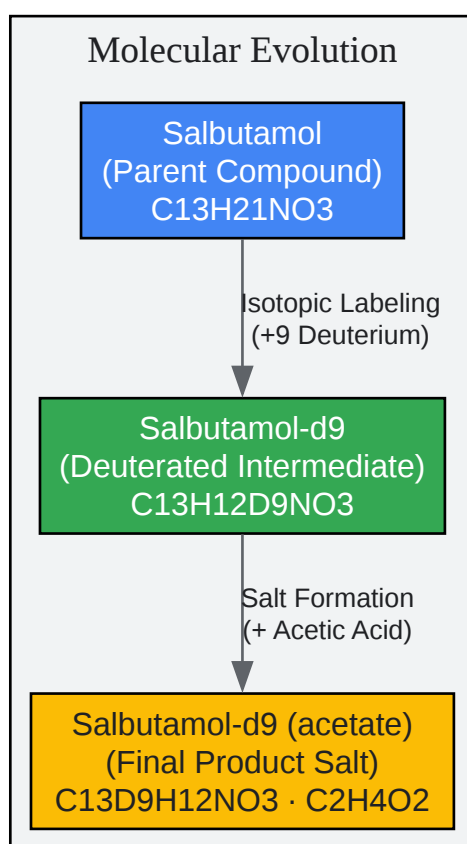 Molecular Evolution
Salbutamol
(Parent Compound)
C13H21NO3
Isotopic Labeling
(+9 Deuterium)
Salbutamol-d9
(Deuterated Intermediate)
C13H12D9NO3
Salt Formation
(+ Acetic Acid)
Salbutamol-d9 (acetate)
(Final Product Salt)
C13D9H12NO3 · C2H4O2